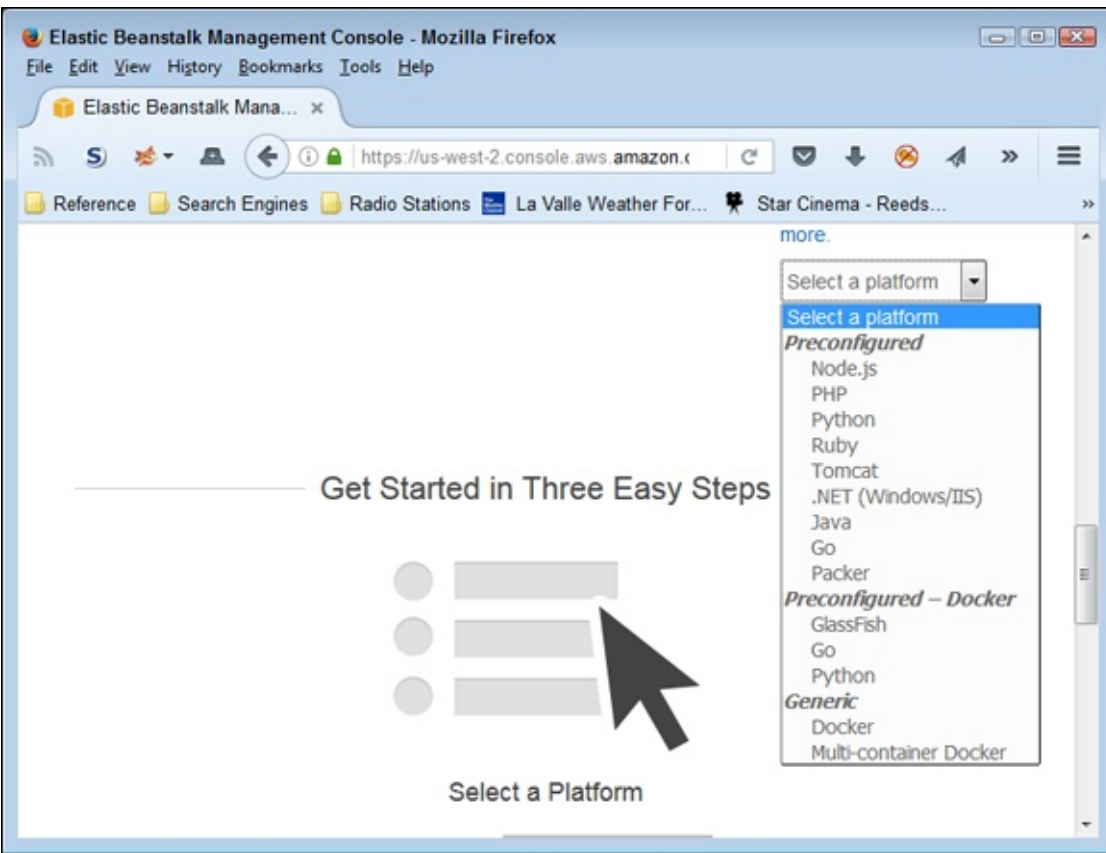 Elastic Beanstalk Management Console - Mozilla Firefox
File Edit View History Bookmarks Tools Help
Elastic Beanstalk Mana...
https://us-west-2.console.aws.amazon.c
Reference Search Engines Radio Stations La Valle Weather For... Star Cinema - Reeds...
more.
Select a platform
Select a platform
Preconfigured
Node.js
PHP
Python
Ruby
Tomcat
.NET (Windows/IIS)
Java
Go
Packer
Preconfigured – Docker
GlassFish
Go
Python
Generic
Docker
Multi-container Docker
Get Started in Three Easy Steps
Select a Platform